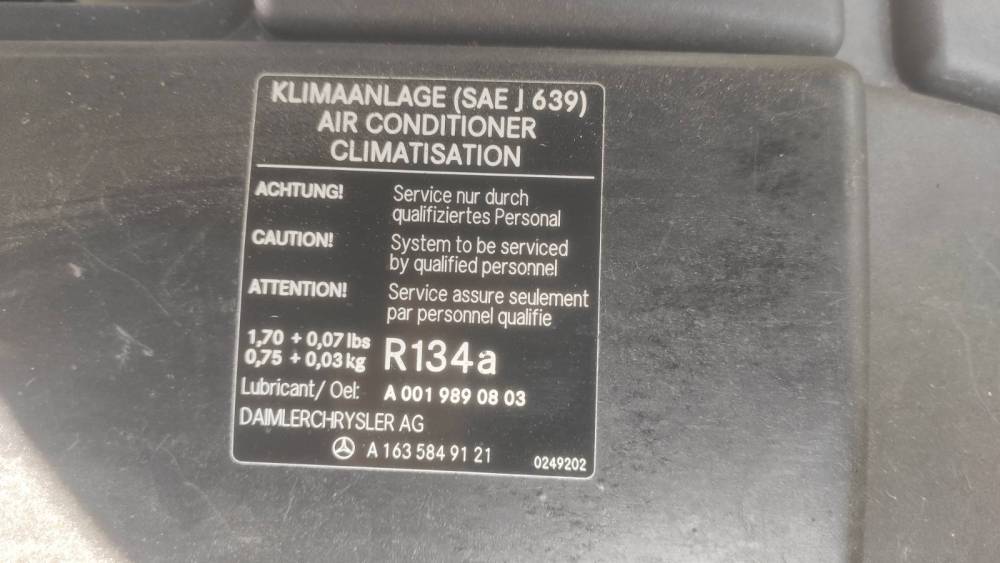 KLIMAANLAGE (SAE J 639)
AIR CONDITIONER
CLIMATISATION
ACHTUNG! Service nur durch
qualifiziertes Personal
CAUTION! System to be serviced
by qualified personnel
ATTENTION! Service assure seulement
par personnel qualifie
1,70 + 0,07 lbs
0,75 + 0,03 kg R134a
Lubricant/ Oel: A 001 989 08 03
DAIMLERCHRYSLER AG
A 163 584 91 21 0249202